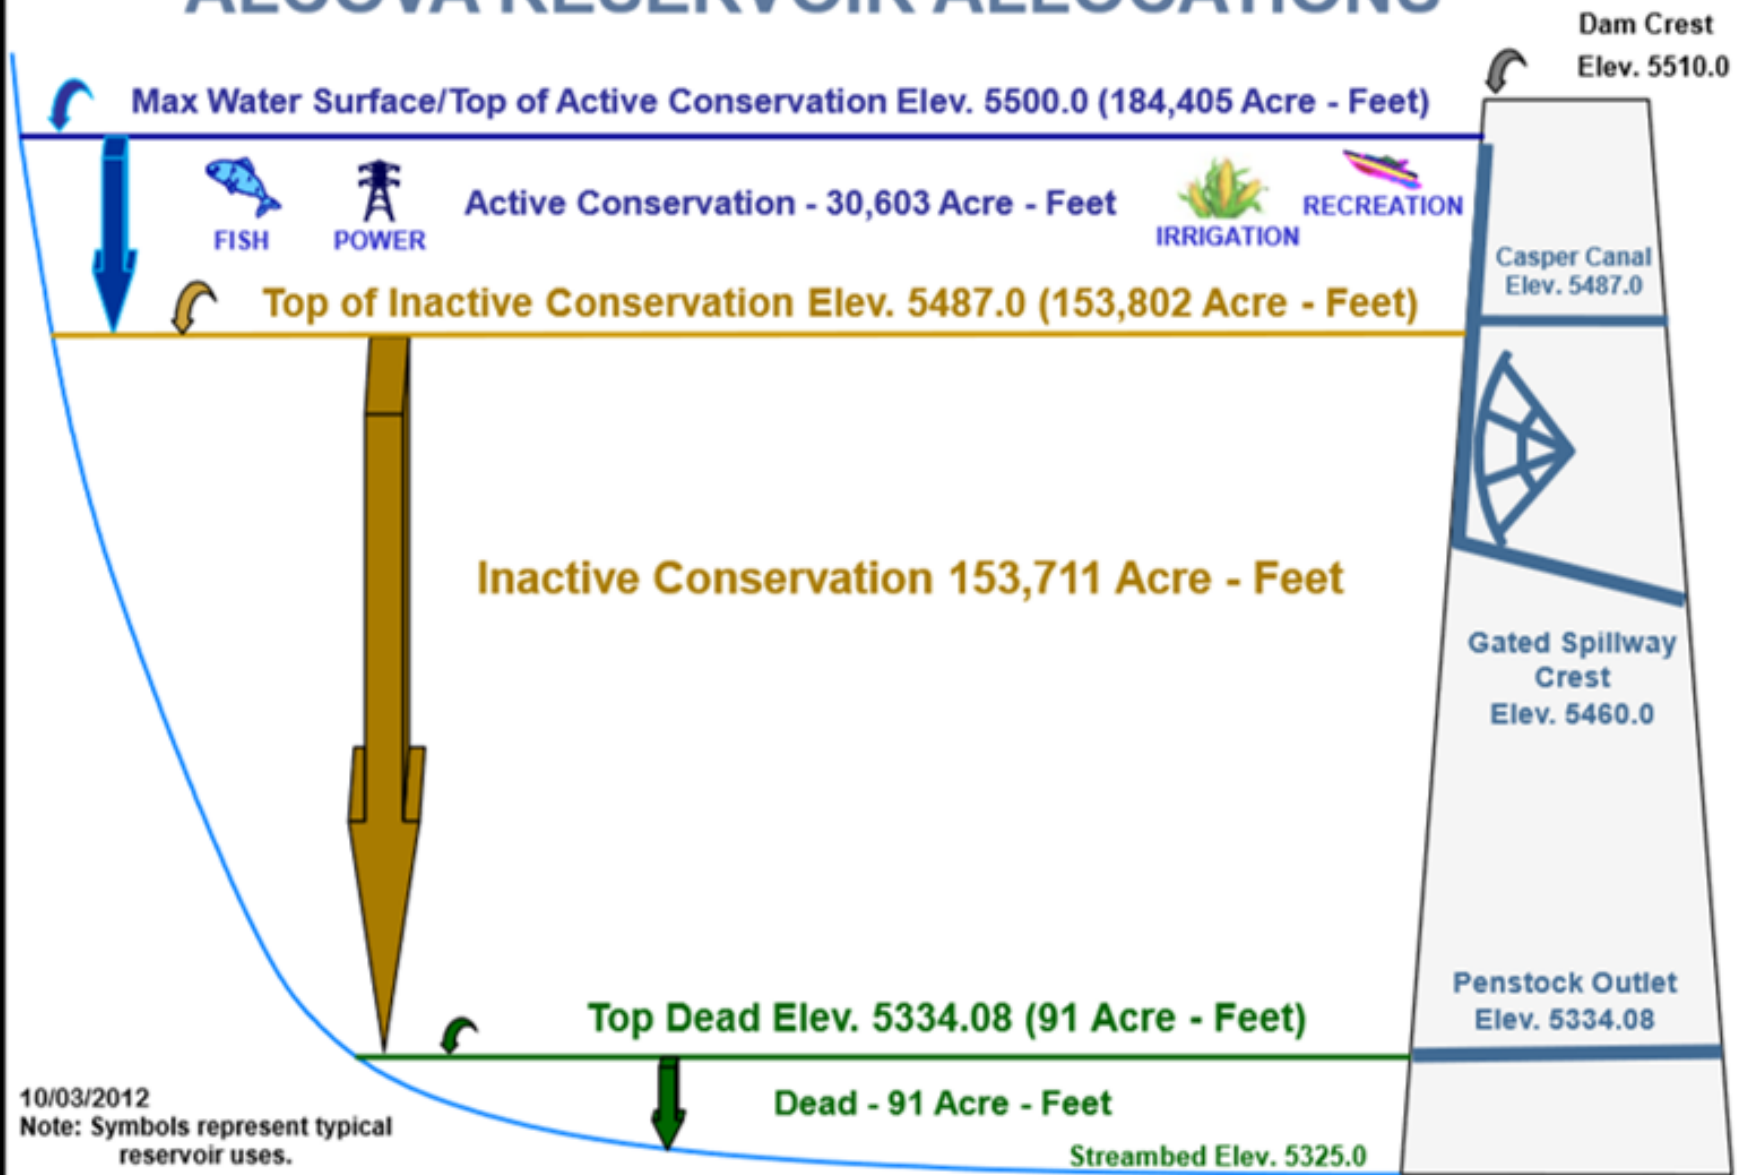 ALCOVA RESERVOIR ALLOCATIONS
Dam Crest
Elev. 5510.0
Max Water Surface/Top of Active Conservation Elev. 5500.0 (184,405 Acre - Feet)
FISH
POWER
Active Conservation - 30,603 Acre - Feet
IRRIGATION
RECREATION
Casper Canal
Elev. 5487.0
Top of Inactive Conservation Elev. 5487.0 (153,802 Acre - Feet)
Inactive Conservation 153,711 Acre - Feet
Gated Spillway
Crest
Elev. 5460.0
Penstock Outlet
Elev. 5334.08
Top Dead Elev. 5334.08 (91 Acre - Feet)
Dead - 91 Acre - Feet
Streambed Elev. 5325.0
10/03/2012
Note: Symbols represent typical
reservoir uses.